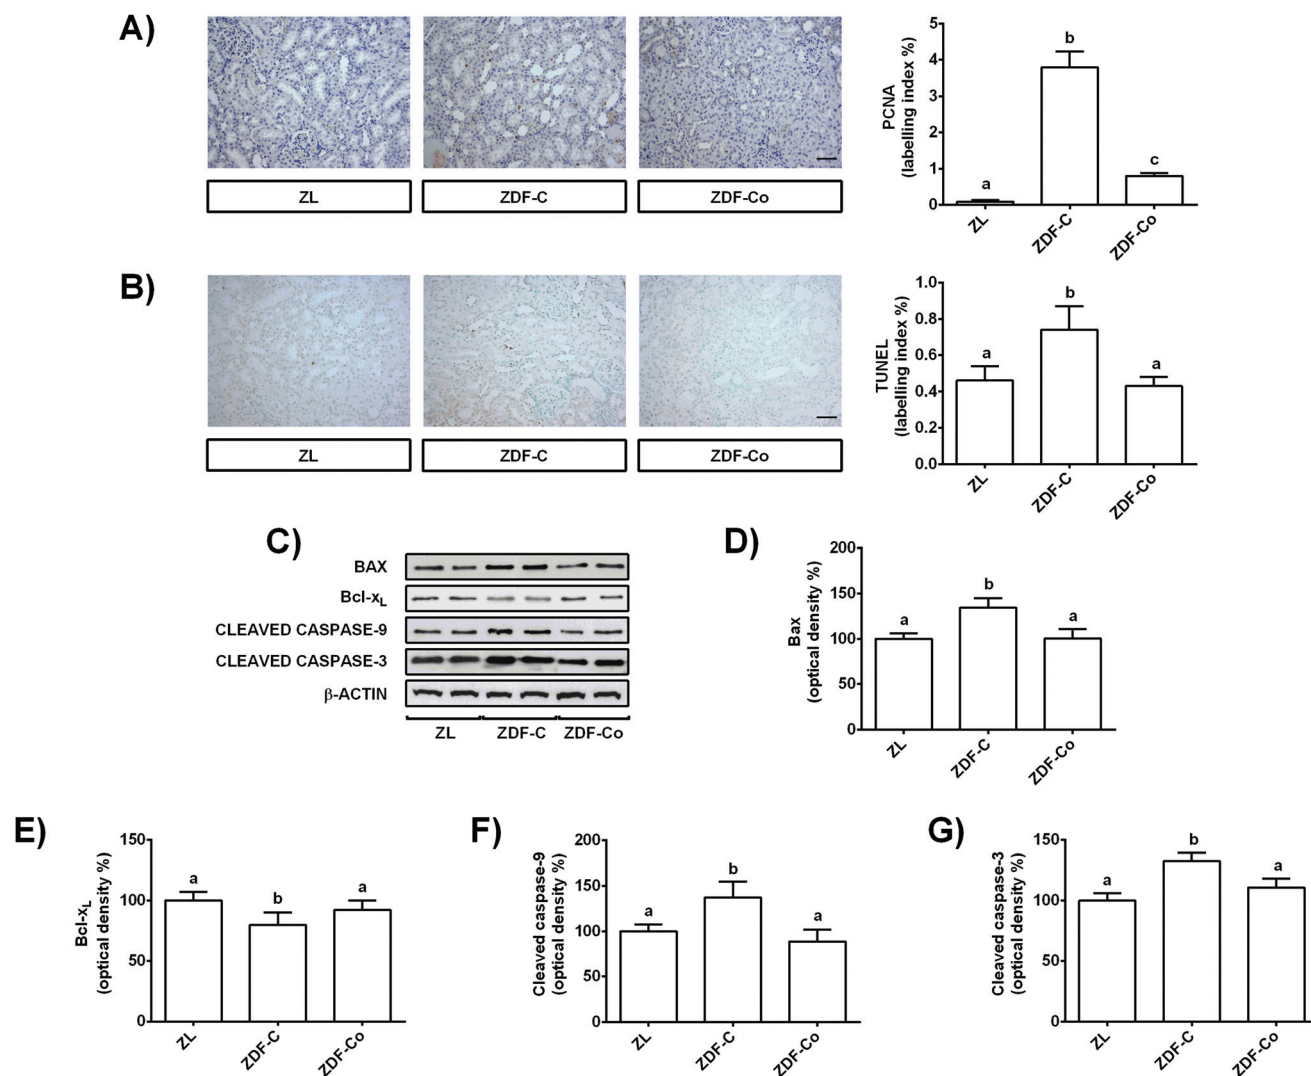 A)
ZL
ZDF-C
ZDF-Co
PCNA
(labelling index %)
5
4
3
2
1
0
a
b
c
ZL
ZDF-C
ZDF-Co
B)
ZL
ZDF-C
ZDF-Co
TUNEL
(labelling index %)
1.0
0.8
0.6
0.4
0.2
0.0
a
b
a
ZL
ZDF-C
ZDF-Co
C)
BAX
Bcl-xL
CLEAVED CASPASE-9
CLEAVED CASPASE-3
β-ACTIN
ZL
ZDF-C
ZDF-Co
D)
Bax
(optical density %)
200
150
100
50
0
a
b
a
ZL
ZDF-C
ZDF-Co
E)
Bcl-xL
(optical density %)
150
100
50
0
a
b
a
ZL
ZDF-C
ZDF-Co
F)
Cleaved caspase-9
(optical density %)
200
150
100
50
0
a
b
a
ZL
ZDF-C
ZDF-Co
G)
Cleaved caspase-3
(optical density %)
150
100
50
0
a
b
a
ZL
ZDF-C
ZDF-Co